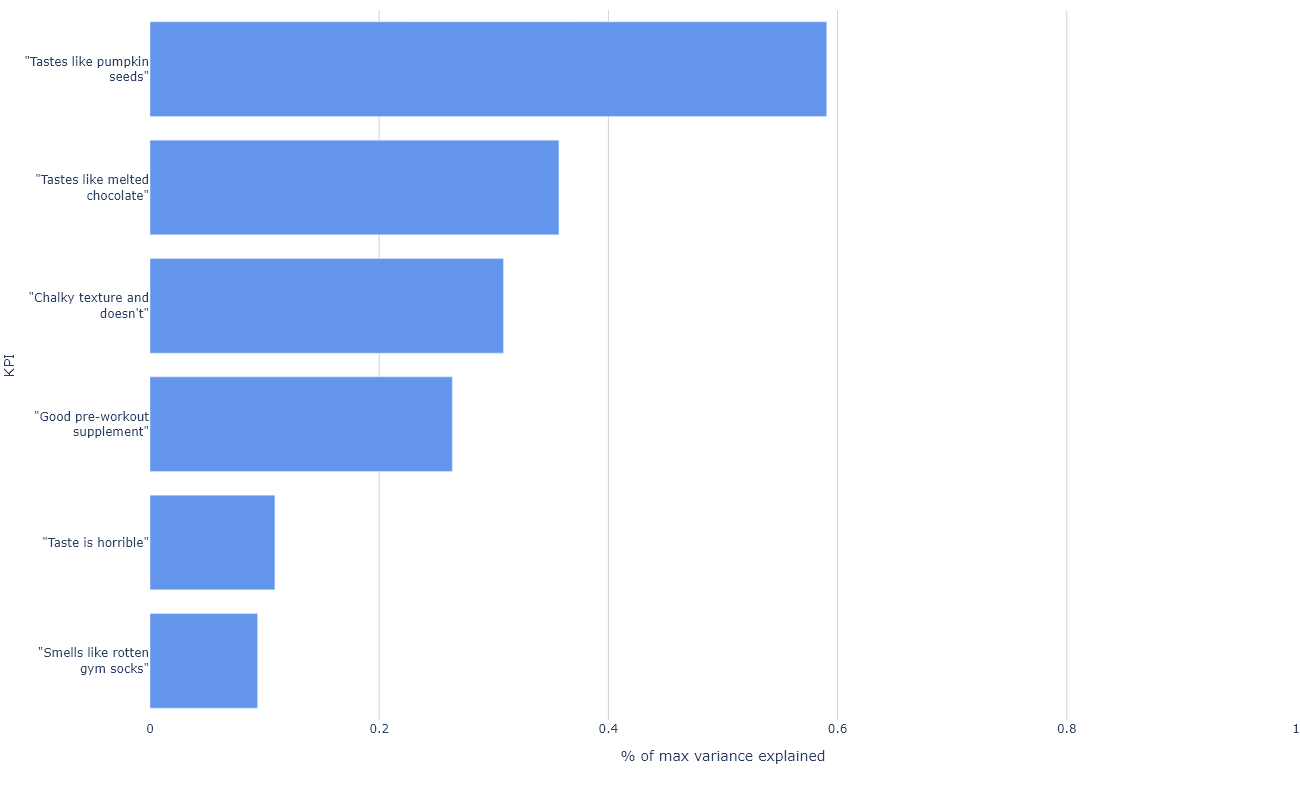 "Tastes like pumpkin
seeds"
"Tastes like melted
chocolate"
"Chalky texture and
doesn't"
KPI
"Good pre-workout
supplement"
"Taste is horrible"
"Smells like rotten
gym socks"
0 0.2 0.4 0.6 0.8 1
% of max variance explained